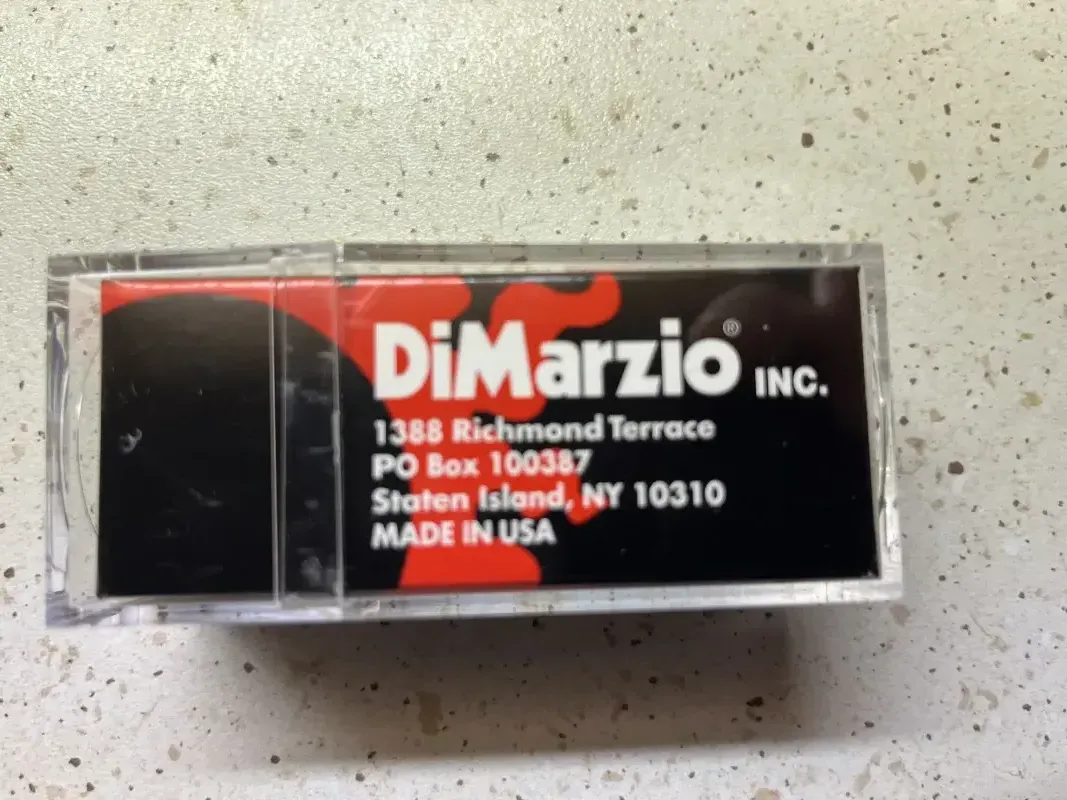 DiMarzio® INC.
1388 Richmond Terrace
PO Box 100387
Staten Island, NY 10310
MADE IN USA